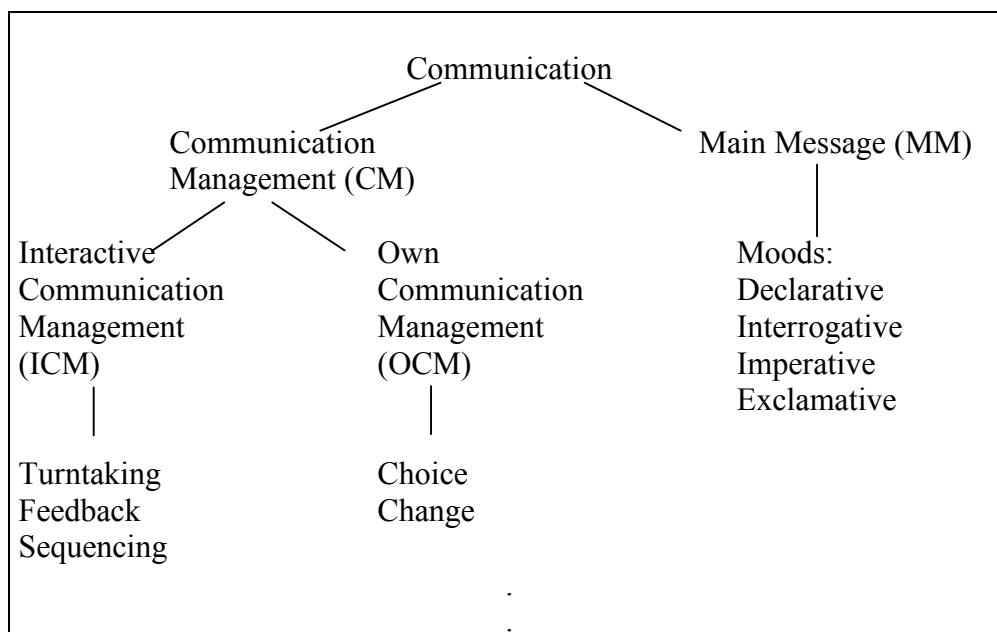 Communication
Communication
Management (CM)
Main Message (MM)
Interactive
Communication
Management
(ICM)
Own
Communication
Management
(OCM)
Moods:
Declarative
Interrogative
Imperative
Exclamative
Turntaking
Feedback
Sequencing
Choice
Change
.
.